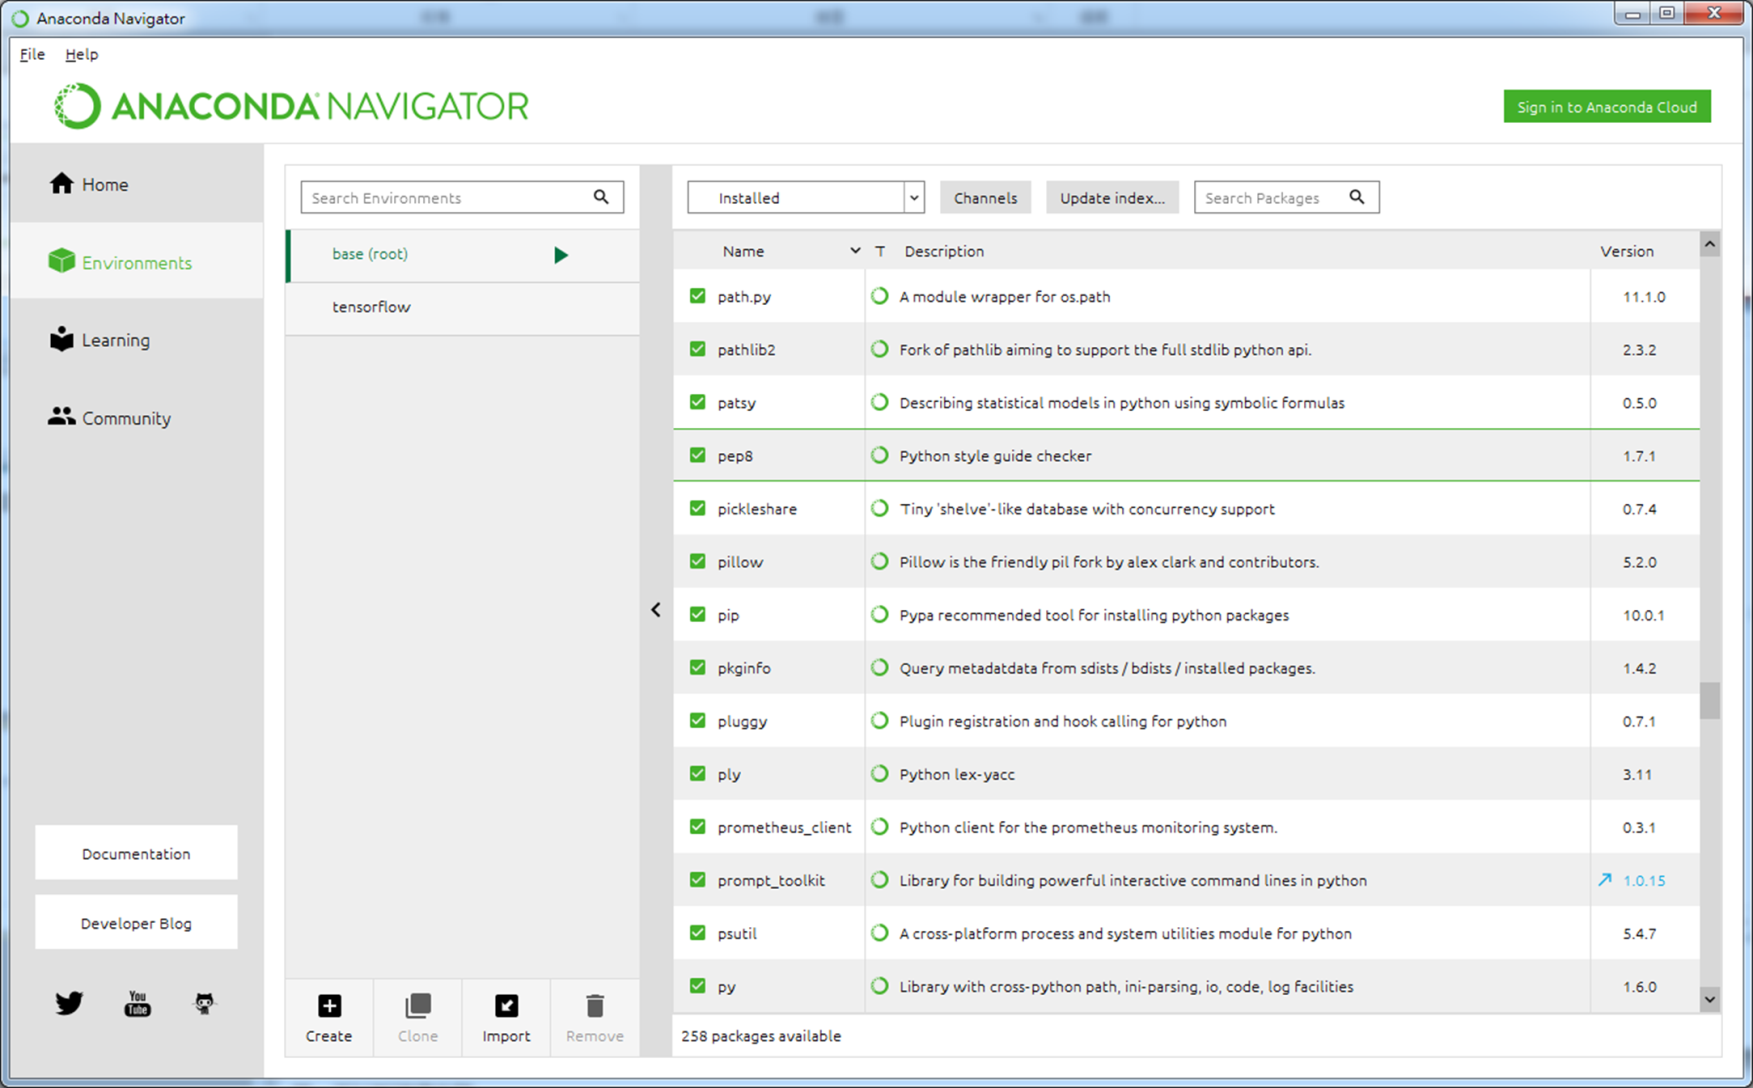 Anaconda Navigator
File Help
ANACONDA NAVIGATOR
Sign in to Anaconda Cloud
Home
Environments
Learning
Community
Documentation
Developer Blog
You Tube
Search Environments
base (root)
tensorflow
Create Clone Import Remove
Installed Channels Update index... Search Packages
Name T Description Version
path.py A module wrapper for os.path 11.1.0
pathlib2 Fork of pathlib aiming to support the full stdlib python api. 2.3.2
patsy Describing statistical models in python using symbolic formulas 0.5.0
pep8 Python style guide checker 1.7.1
pickleshare Tiny 'shelve'-like database with concurrency support 0.7.4
pillow Pillow is the friendly pil fork by alex clark and contributors. 5.2.0
pip Pypa recommended tool for installing python packages 10.0.1
pkginfo Query metadatdata from sdists / bdists / installed packages. 1.4.2
pluggy Plugin registration and hook calling for python 0.7.1
ply Python lex-yacc 3.11
prometheus_client Python client for the prometheus monitoring system. 0.3.1
prompt_toolkit Library for building powerful interactive command lines in python 1.0.15
psutil A cross-platform process and system utilities module for python 5.4.7
py Library with cross-python path, ini-parsing, io, code, log facilities 1.6.0
258 packages available